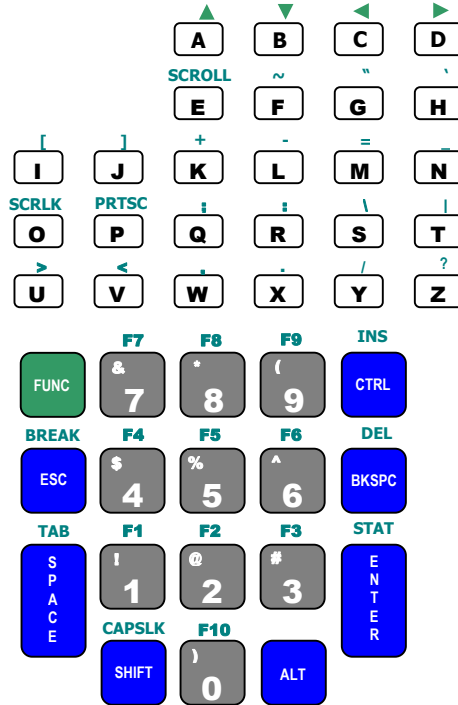 ▲ ▼ ◀ ▶
A B C D
SCROLL ~ " '
E F G H
[ ] + - = _
I J K L M N
SCRLK PRTSC ; : \ |
O P Q R S T
> < , . / ?
U V W X Y Z
F7 F8 F9 INS
FUNC & 7 * 8 ( 9 CTRL
BREAK F4 F5 F6 DEL
ESC $ 4 % 5 ^ 6 BKSPC
TAB F1 F2 F3 STAT
SPACE ! 1 @ 2 # 3 ENTER
CAPSLK F10
SHIFT ) 0 ALT